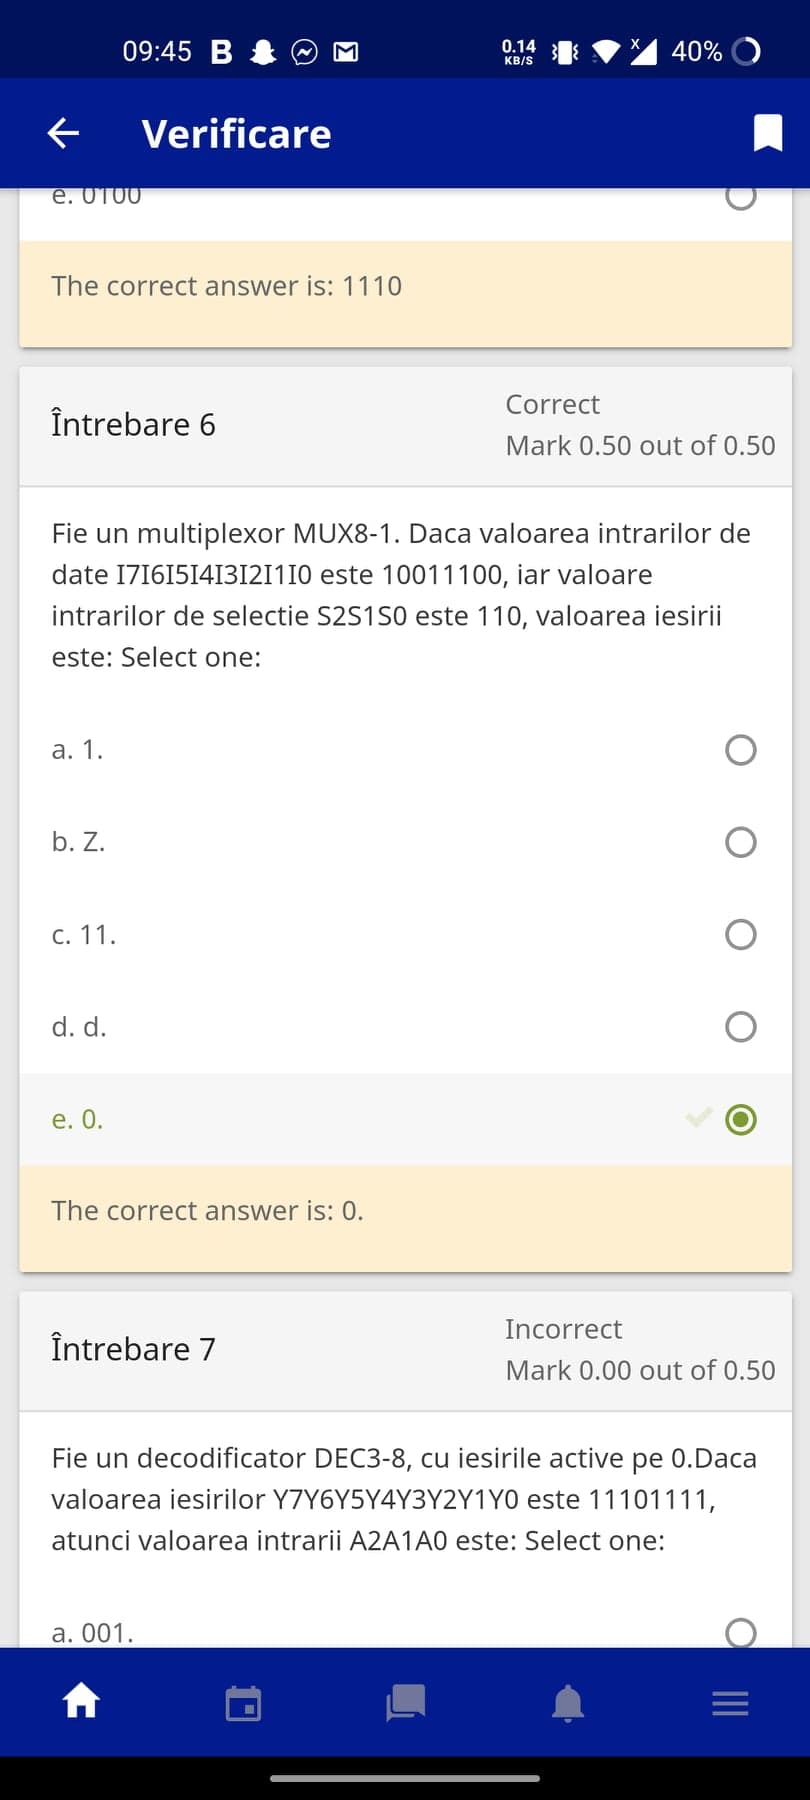 09:45 B 0.14 KB/S X 40%
Verificare
e. 0100
The correct answer is: 1110
Întrebare 6
Correct
Mark 0.50 out of 0.50
Fie un multiplexor MUX8-1. Daca valoarea intrarilor de
date I7I6I5I4I3I2I1I0 este 10011100, iar valoare
intrarilor de selectie S2S1S0 este 110, valoarea iesirii
este: Select one:
a. 1.
b. Z.
c. 11.
d. d.
e. 0.
The correct answer is: 0.
Întrebare 7
Incorrect
Mark 0.00 out of 0.50
Fie un decodificator DEC3-8, cu iesirile active pe 0.Daca
valoarea iesirilor Y7Y6Y5Y4Y3Y2Y1Y0 este 11101111,
atunci valoarea intrarii A2A1A0 este: Select one:
a. 001.